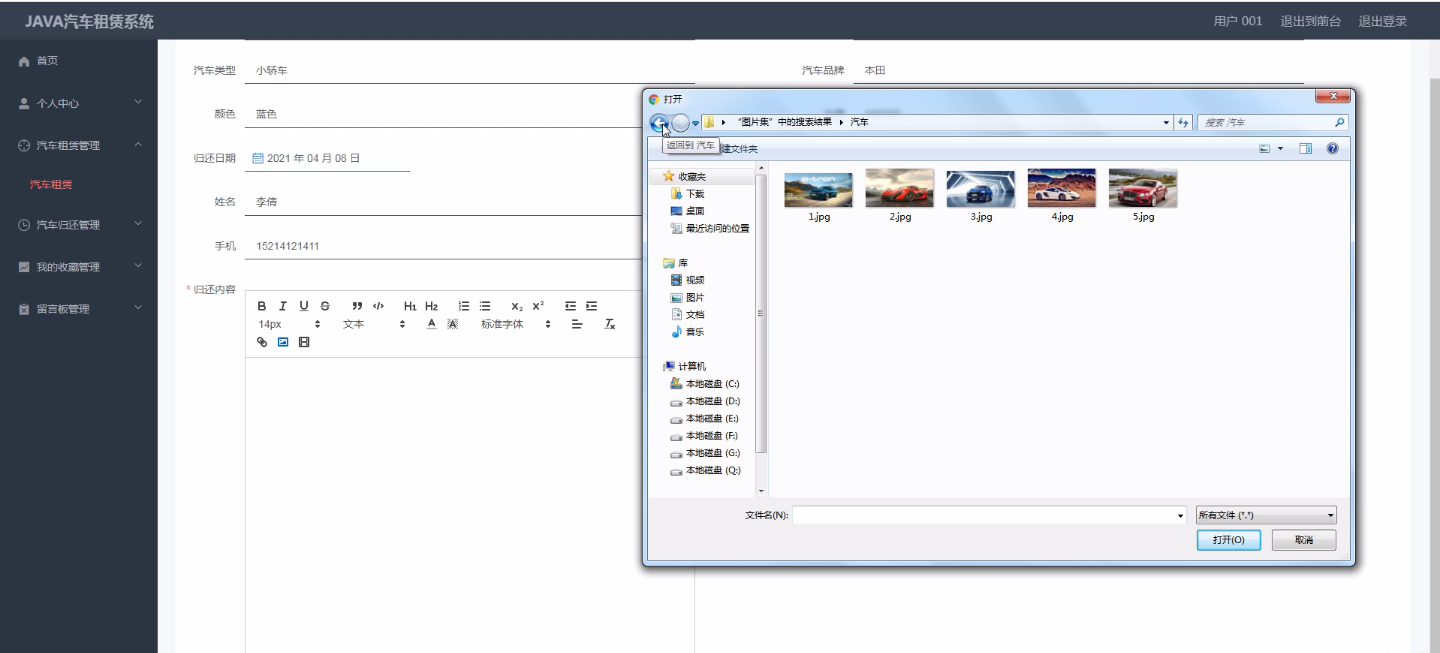 JAVA汽车租赁系统
用户 001 退出到前台 退出登录
首页
个人中心
汽车租赁管理
汽车租赁
汽车归还管理
我的收藏管理
留言板管理
汽车类型 小轿车 汽车品牌 本田
颜色 蓝色
归还日期 2021 年 04 月 08 日
姓名 李倩
手机 15214121411
* 归还内容
B I U S ” </> H1 H2 X₂ X²
14px 文本 A A 标准字体 Tx
打开
“图片集”中的搜索结果 汽车 搜索 汽车
返回到 汽车 建文件夹
收藏夹
下载
桌面
最近访问的位置
库
视频
图片
文档
音乐
计算机
本地磁盘 (C:)
本地磁盘 (D:)
本地磁盘 (E:)
本地磁盘 (F:)
本地磁盘 (G:)
本地磁盘 (Q:)
1.jpg 2.jpg 3.jpg 4.jpg 5.jpg
文件名(N): 所有文件 (*.*)
打开(O) 取消